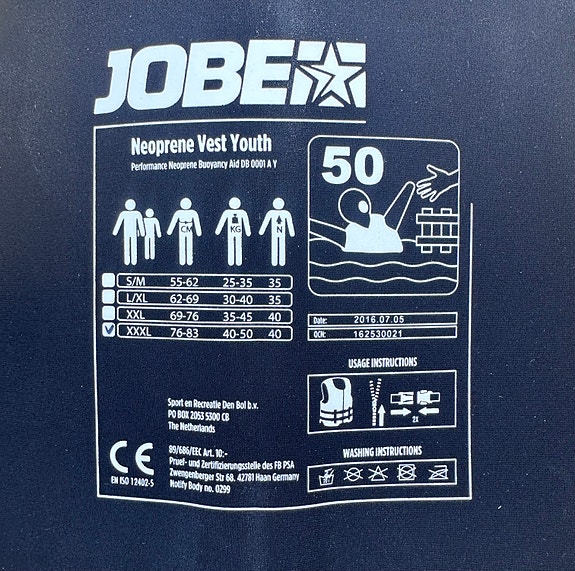 JOBE
Neoprene Vest Youth
Performance Neoprene Buoyancy Aid DB 0001 A Y
50
CM KG N
S/M 55-62 25-35 35
L/XL 62-69 30-40 35
XXL 69-76 35-45 40
XXXL 76-83 40-50 40
Date: 2016.07.05
OCN: 162530021
USAGE INSTRUCTIONS
2x
Sport en Recreatie Den Bol b.v.
PO BOX 2053 5300 CB
The Netherlands
WASHING INSTRUCTIONS
CE
EN ISO 12402-5
89/686/EEC Art. 10:-
Pruef- und Zertifizierungsstelle des FB PSA
Zwengenberger Str 68. 42781 Haan Germany
Notify Body no. 0299